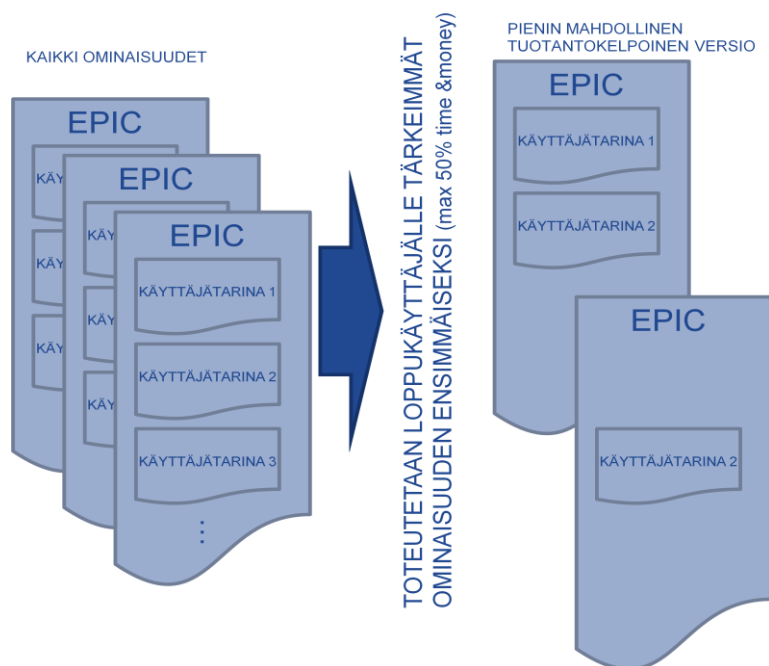 KAIKKI OMINAISUUDET
EPIC
EPIC
EPIC
KÄYTTÄJÄTARINA 1
KÄYTTÄJÄTARINA 2
KÄYTTÄJÄTARINA 3
...
TOTEUTETAAN LOPPUKÄYTTÄJÄLLE TÄRKEIMMÄT
OMINAISUUDEN ENSIMMÄISEKSI (max 50% time &money)
PIENIN MAHDOLLINEN
TUOTANTOKELPOINEN VERSIO
EPIC
KÄYTTÄJÄTARINA 1
KÄYTTÄJÄTARINA 2
EPIC
KÄYTTÄJÄTARINA 2